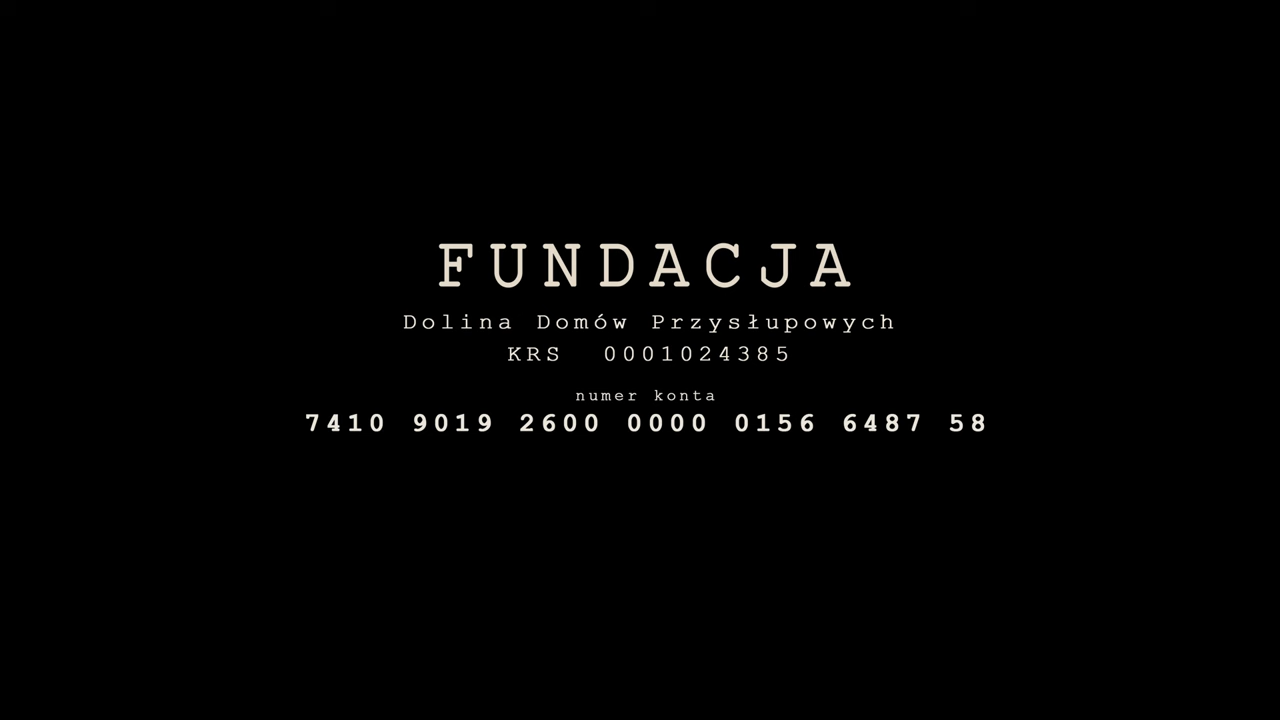 FUNDACJA
Dolina Domów Przysłupowych
KRS 0001024385
numer konta
7410 9019 2600 0000 0156 6487 58